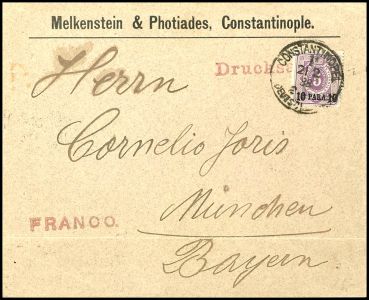 Melkenstein & Photiades, Constantinople.
Drucks
CONSTANTINOPEL
10 PARA 10
Herrn
Cornelio Joris
FRANCO.
München
Bayern